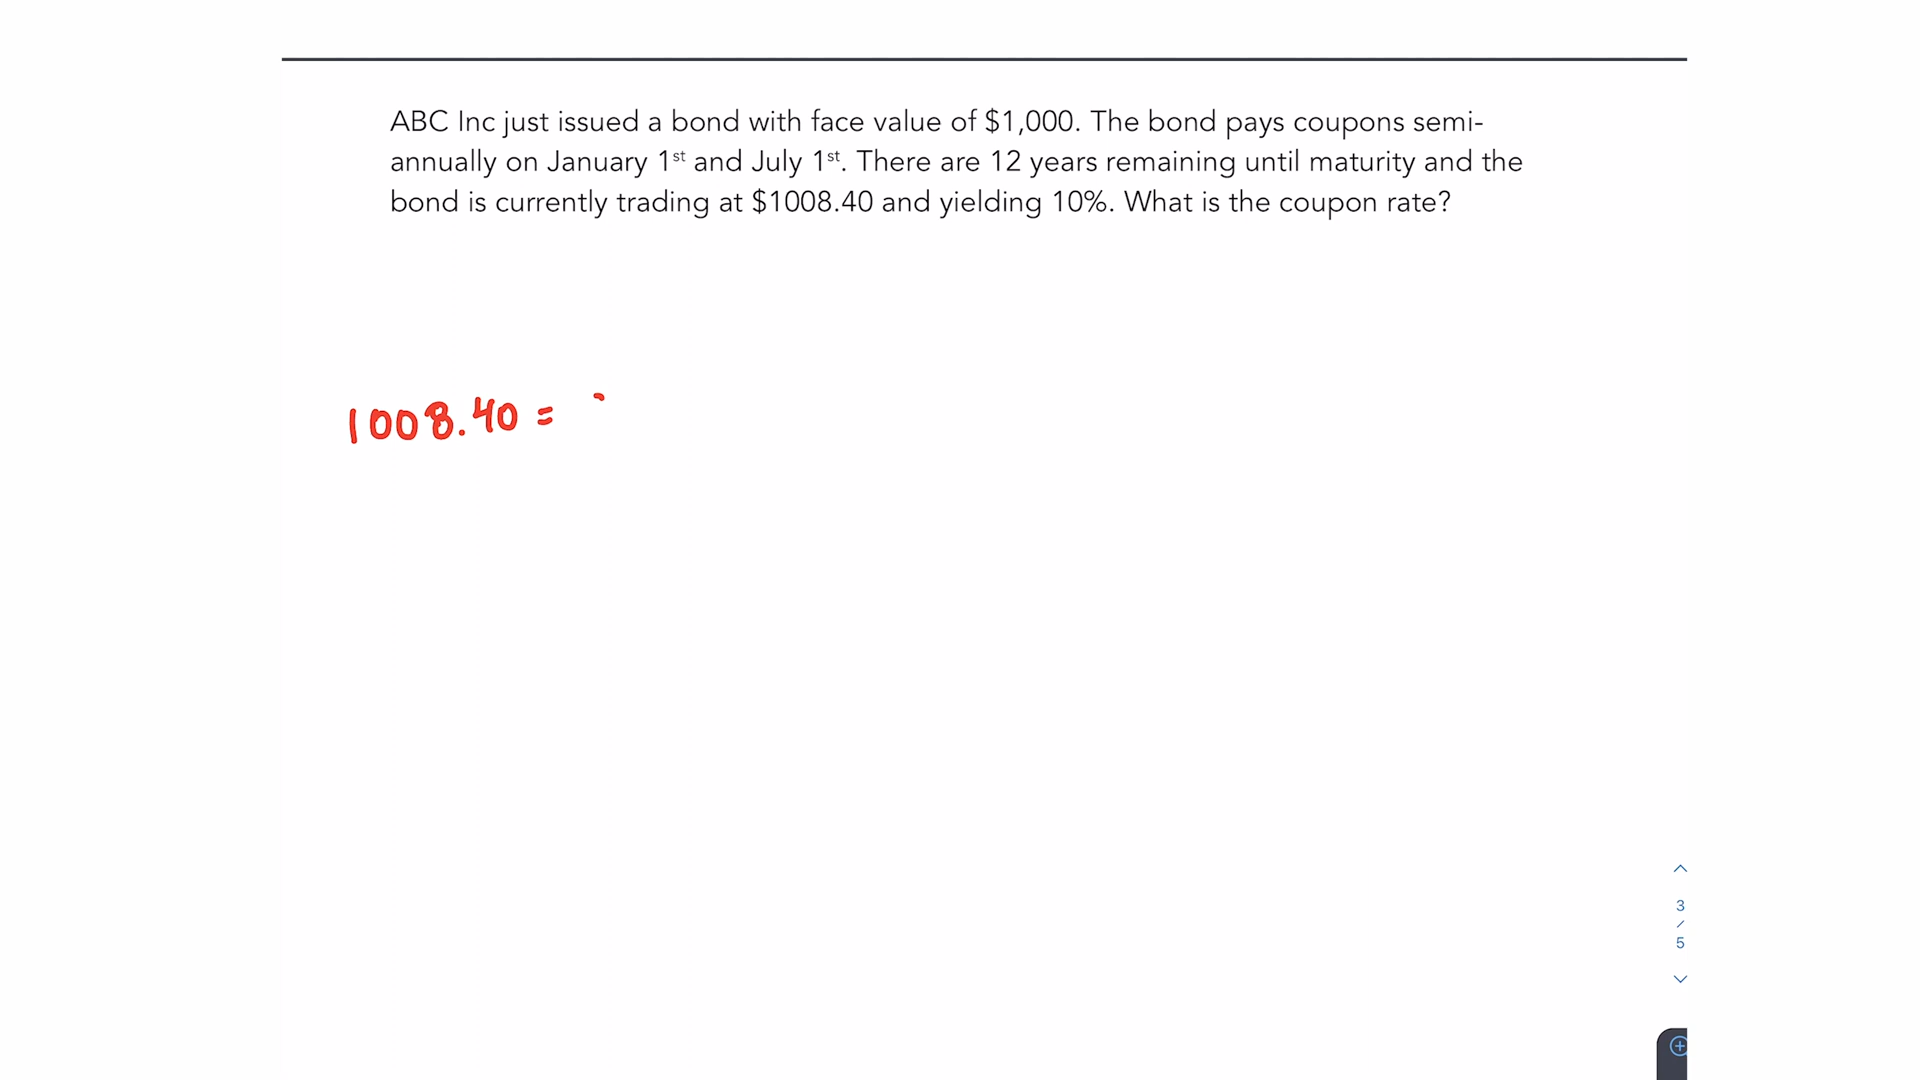 ABC Inc just issued a bond with face value of $1,000. The bond pays coupons semi-
annually on January 1st and July 1st. There are 12 years remaining until maturity and the
bond is currently trading at $1008.40 and yielding 10%. What is the coupon rate?
1008.40 =
3
/
5